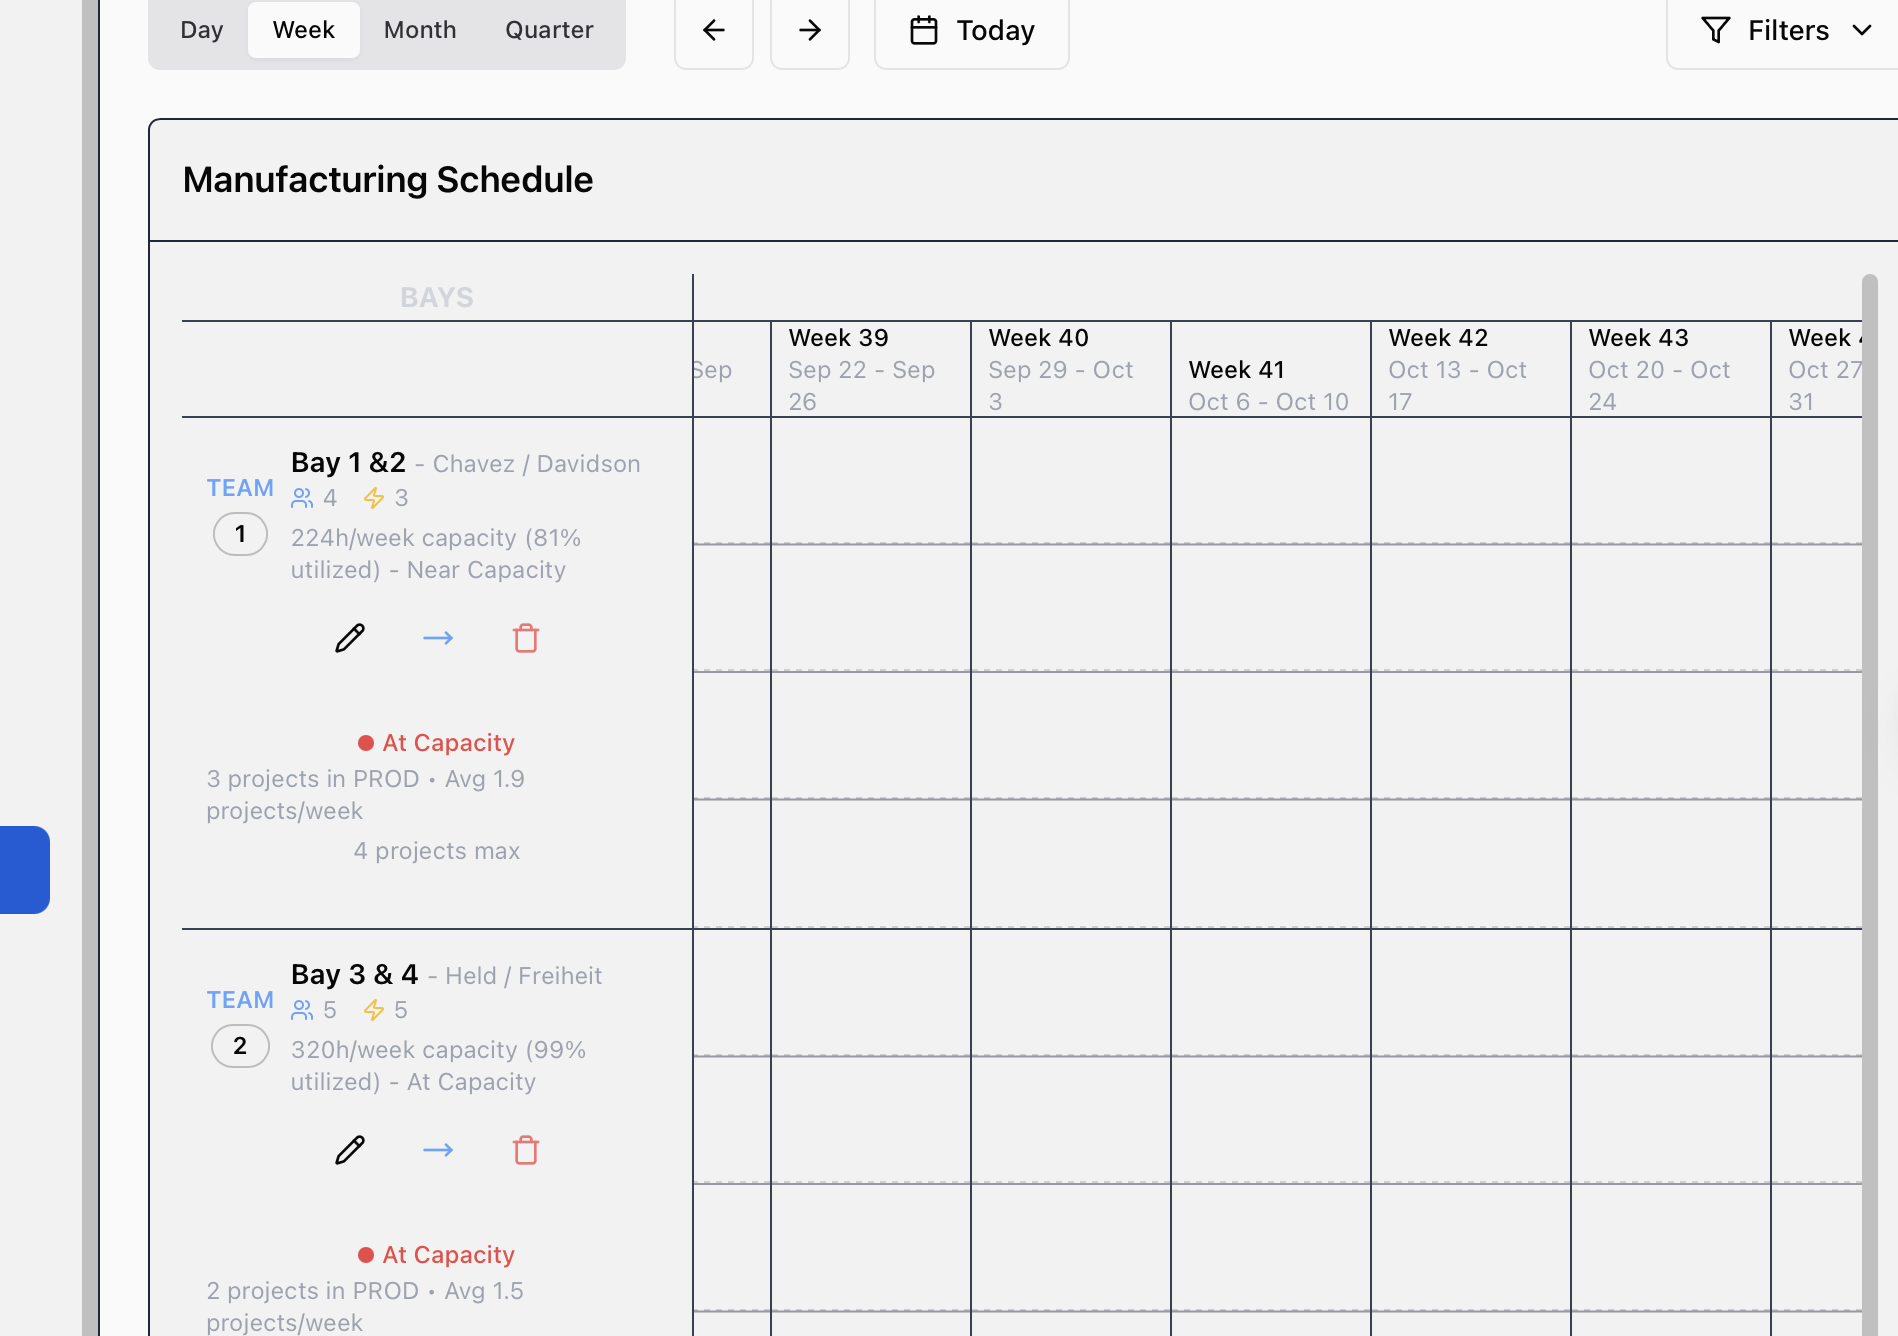 Day Week Month Quarter Today Filters
Manufacturing Schedule
BAYS
Sep
Week 39
Sep 22 - Sep
26
Week 40
Sep 29 - Oct
3
Week 41
Oct 6 - Oct 10
Week 42
Oct 13 - Oct
17
Week 43
Oct 20 - Oct
24
Week
Oct 27
31
TEAM
1
Bay 1 &2 - Chavez / Davidson
4 3
224h/week capacity (81%
utilized) - Near Capacity
At Capacity
3 projects in PROD • Avg 1.9
projects/week
4 projects max
TEAM
2
Bay 3 & 4 - Held / Freiheit
5 5
320h/week capacity (99%
utilized) - At Capacity
At Capacity
2 projects in PROD • Avg 1.5
projects/week